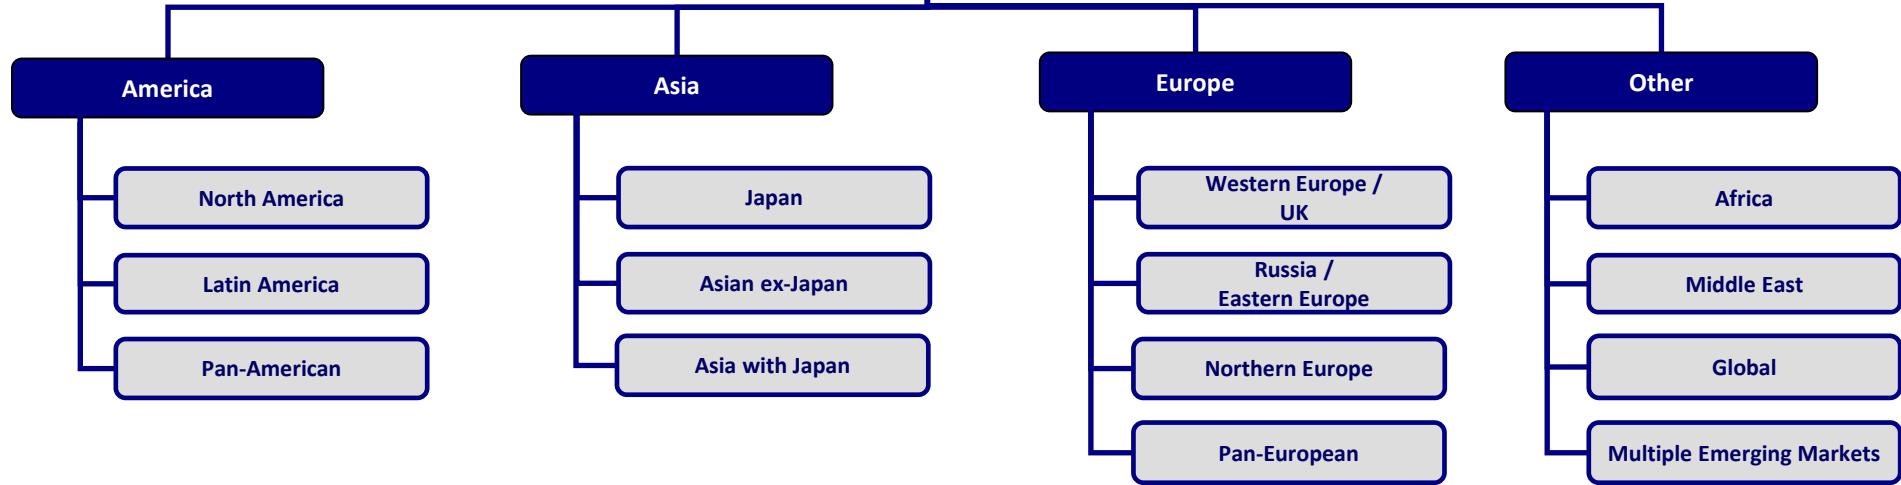 America
North America
Latin America
Pan-American
Asia
Japan
Asian ex-Japan
Asia with Japan
Europe
Western Europe /
UK
Russia /
Eastern Europe
Northern Europe
Pan-European
Other
Africa
Middle East
Global
Multiple Emerging Markets